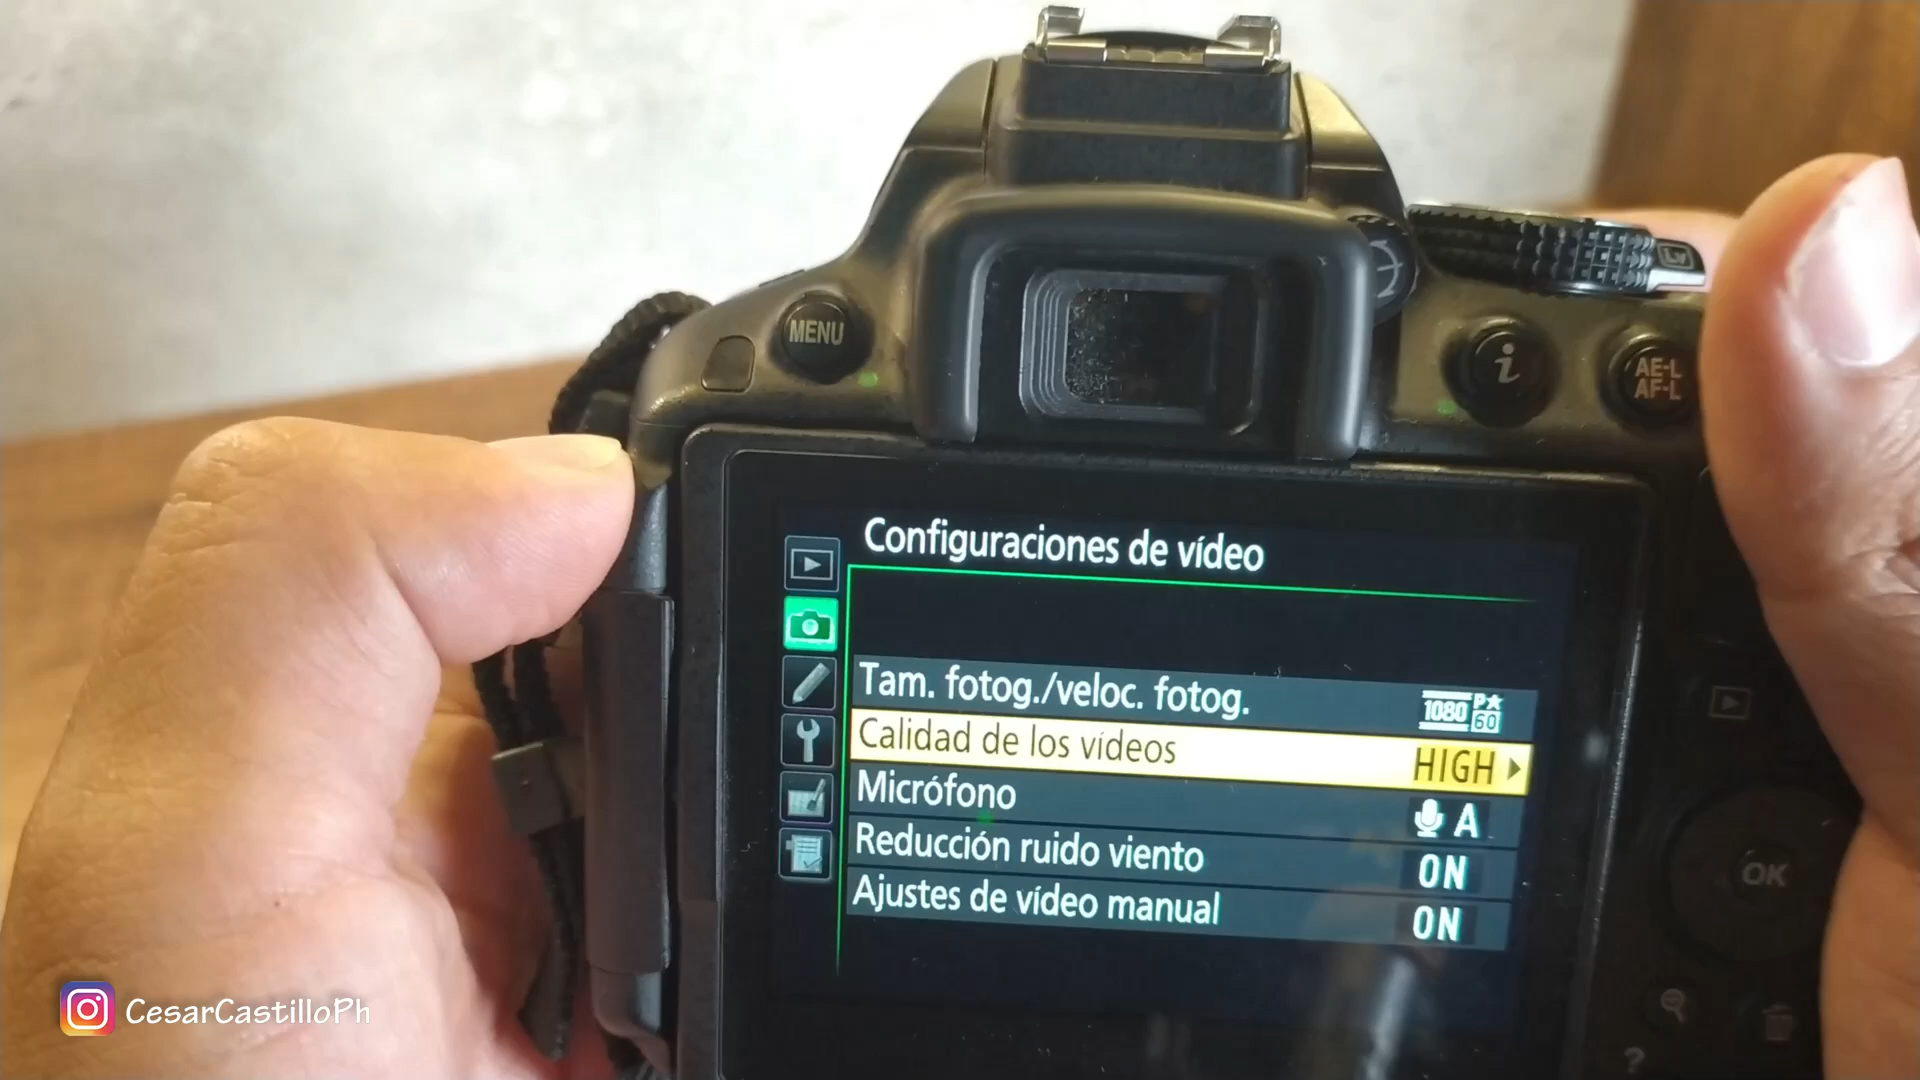 Lv
MENU
i
AE-L
AF-L
Configuraciones de vídeo
Tam. fotog./veloc. fotog. 1080 P★ 60
Calidad de los vídeos HIGH
Micrófono A
Reducción ruido viento ON
Ajustes de vídeo manual ON
OK
?
CesarCastilloPh